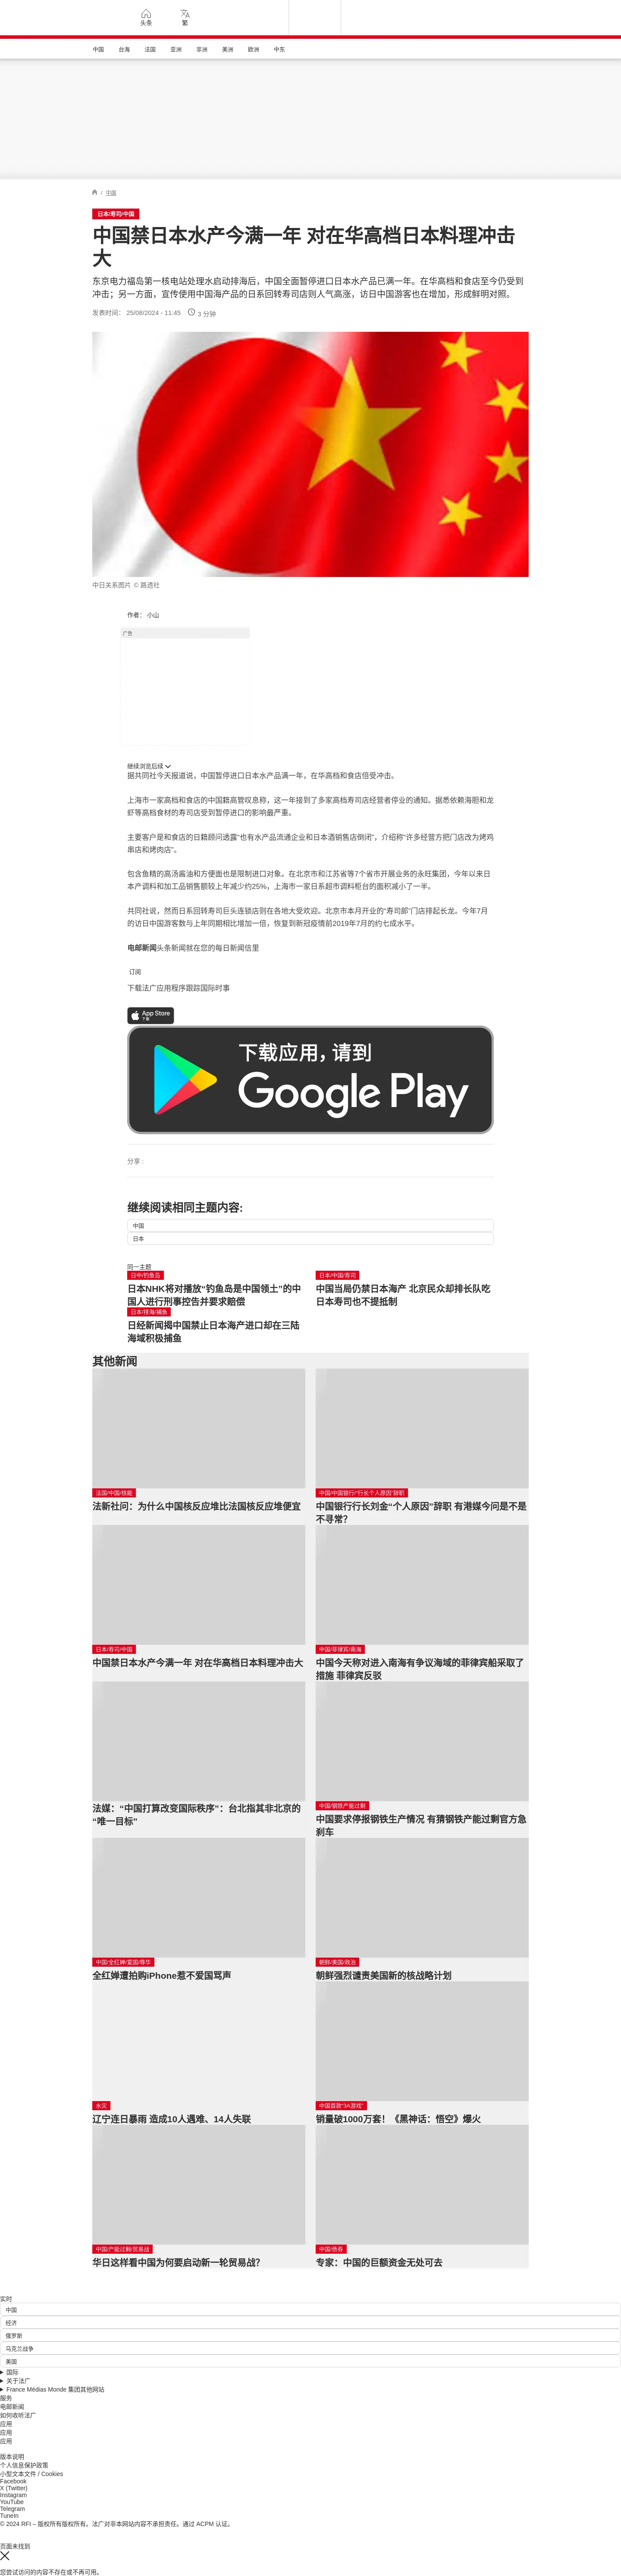 头条
繁
中国
台海
法国
亚洲
非洲
美洲
欧洲
中东
/ 中国
日本/寿司/中国
中国禁日本水产今满一年 对在华高档日本料理冲击
大
东京电力福岛第一核电站处理水启动排海后，中国全面暂停进口日本水产品已满一年。在华高档和食店至今仍受到
冲击；另一方面，宣传使用中国海产品的日系回转寿司店则人气高涨，访日中国游客也在增加，形成鲜明对照。
发表时间： 25/08/2024 - 11:45
3 分钟
中日关系图片 © 路透社
作者： 小山
广告
继续浏览后续
据共同社今天报道说，中国暂停进口日本水产品满一年，在华高档和食店倍受冲击。
上海市一家高档和食店的中国籍高管叹息称，这一年接到了多家高档寿司店经营者停业的通知。据悉依赖海胆和龙
虾等高档食材的寿司店受到暂停进口的影响最严重。
主要客户是和食店的日籍顾问透露“也有水产品流通企业和日本酒销售店倒闭”，介绍称“许多经营方把门店改为烤鸡
串店和烤肉店”。
包含鱼精的高汤酱油和方便面也是限制进口对象。在北京市和江苏省等7个省市开展业务的永旺集团，今年以来日
本产调料和加工品销售额较上年减少约25%，上海市一家日系超市调料柜台的面积减小了一半。
共同社说，然而日系回转寿司巨头连锁店则在各地大受欢迎。北京市本月开业的“寿司郎”门店排起长龙。今年7月
的访日中国游客数与上年同期相比增加一倍，恢复到新冠疫情前2019年7月的约七成水平。
电邮新闻头条新闻就在您的每日新闻信里
订阅
下载法广应用程序跟踪国际时事
App Store
下载
下载应用，请到
Google Play
分享 :
继续阅读相同主题内容:
中国
日本
同一主题
日中/钓鱼岛
日本NHK将对播放“钓鱼岛是中国领土”的中
国人进行刑事控告并要求赔偿
日本/中国/寿司
中国当局仍禁日本海产 北京民众却排长队吃
日本寿司也不提抵制
日本/排海/捕鱼
日经新闻揭中国禁止日本海产进口却在三陆
海域积极捕鱼
其他新闻
法国/中国/核能
法新社问：为什么中国核反应堆比法国核反应堆便宜
中国/中国银行/“行长个人原因”辞职
中国银行行长刘金“个人原因”辞职 有港媒今问是不是
不寻常？
日本/寿司/中国
中国禁日本水产今满一年 对在华高档日本料理冲击大
中国/菲律宾/南海
中国今天称对进入南海有争议海域的菲律宾船采取了
措施 菲律宾反驳
法媒：“中国打算改变国际秩序”：台北指其非北京的
“唯一目标”
中国/钢铁产能过剩
中国要求停报钢铁生产情况 有猜钢铁产能过剩官方急
刹车
中国/全红婵/爱国/辱华
全红婵遭拍购iPhone惹不爱国骂声
朝鲜/美国/政治
朝鲜强烈谴责美国新的核战略计划
水灾
辽宁连日暴雨 造成10人遇难、14人失联
中国首款“3A游戏”
销量破1000万套！《黑神话：悟空》爆火
中国/产能过剩/贸易战
华日这样看中国为何要启动新一轮贸易战？
中国/债券
专家：中国的巨额资金无处可去
实时
中国
经济
俄罗斯
乌克兰战争
美国
国际
关于法广
France Médias Monde 集团其他网站
服务
电邮新闻
如何收听法广
应用
应用
应用
版本说明
个人信息保护政策
小型文本文件 / Cookies
Facebook
X (Twitter)
Instagram
YouTube
Telegram
TuneIn
© 2024 RFI – 版权所有版权所有。法广对非本网站内容不承担责任。通过 ACPM 认证。
页面未找到
您尝试访问的内容不存在或不再可用。